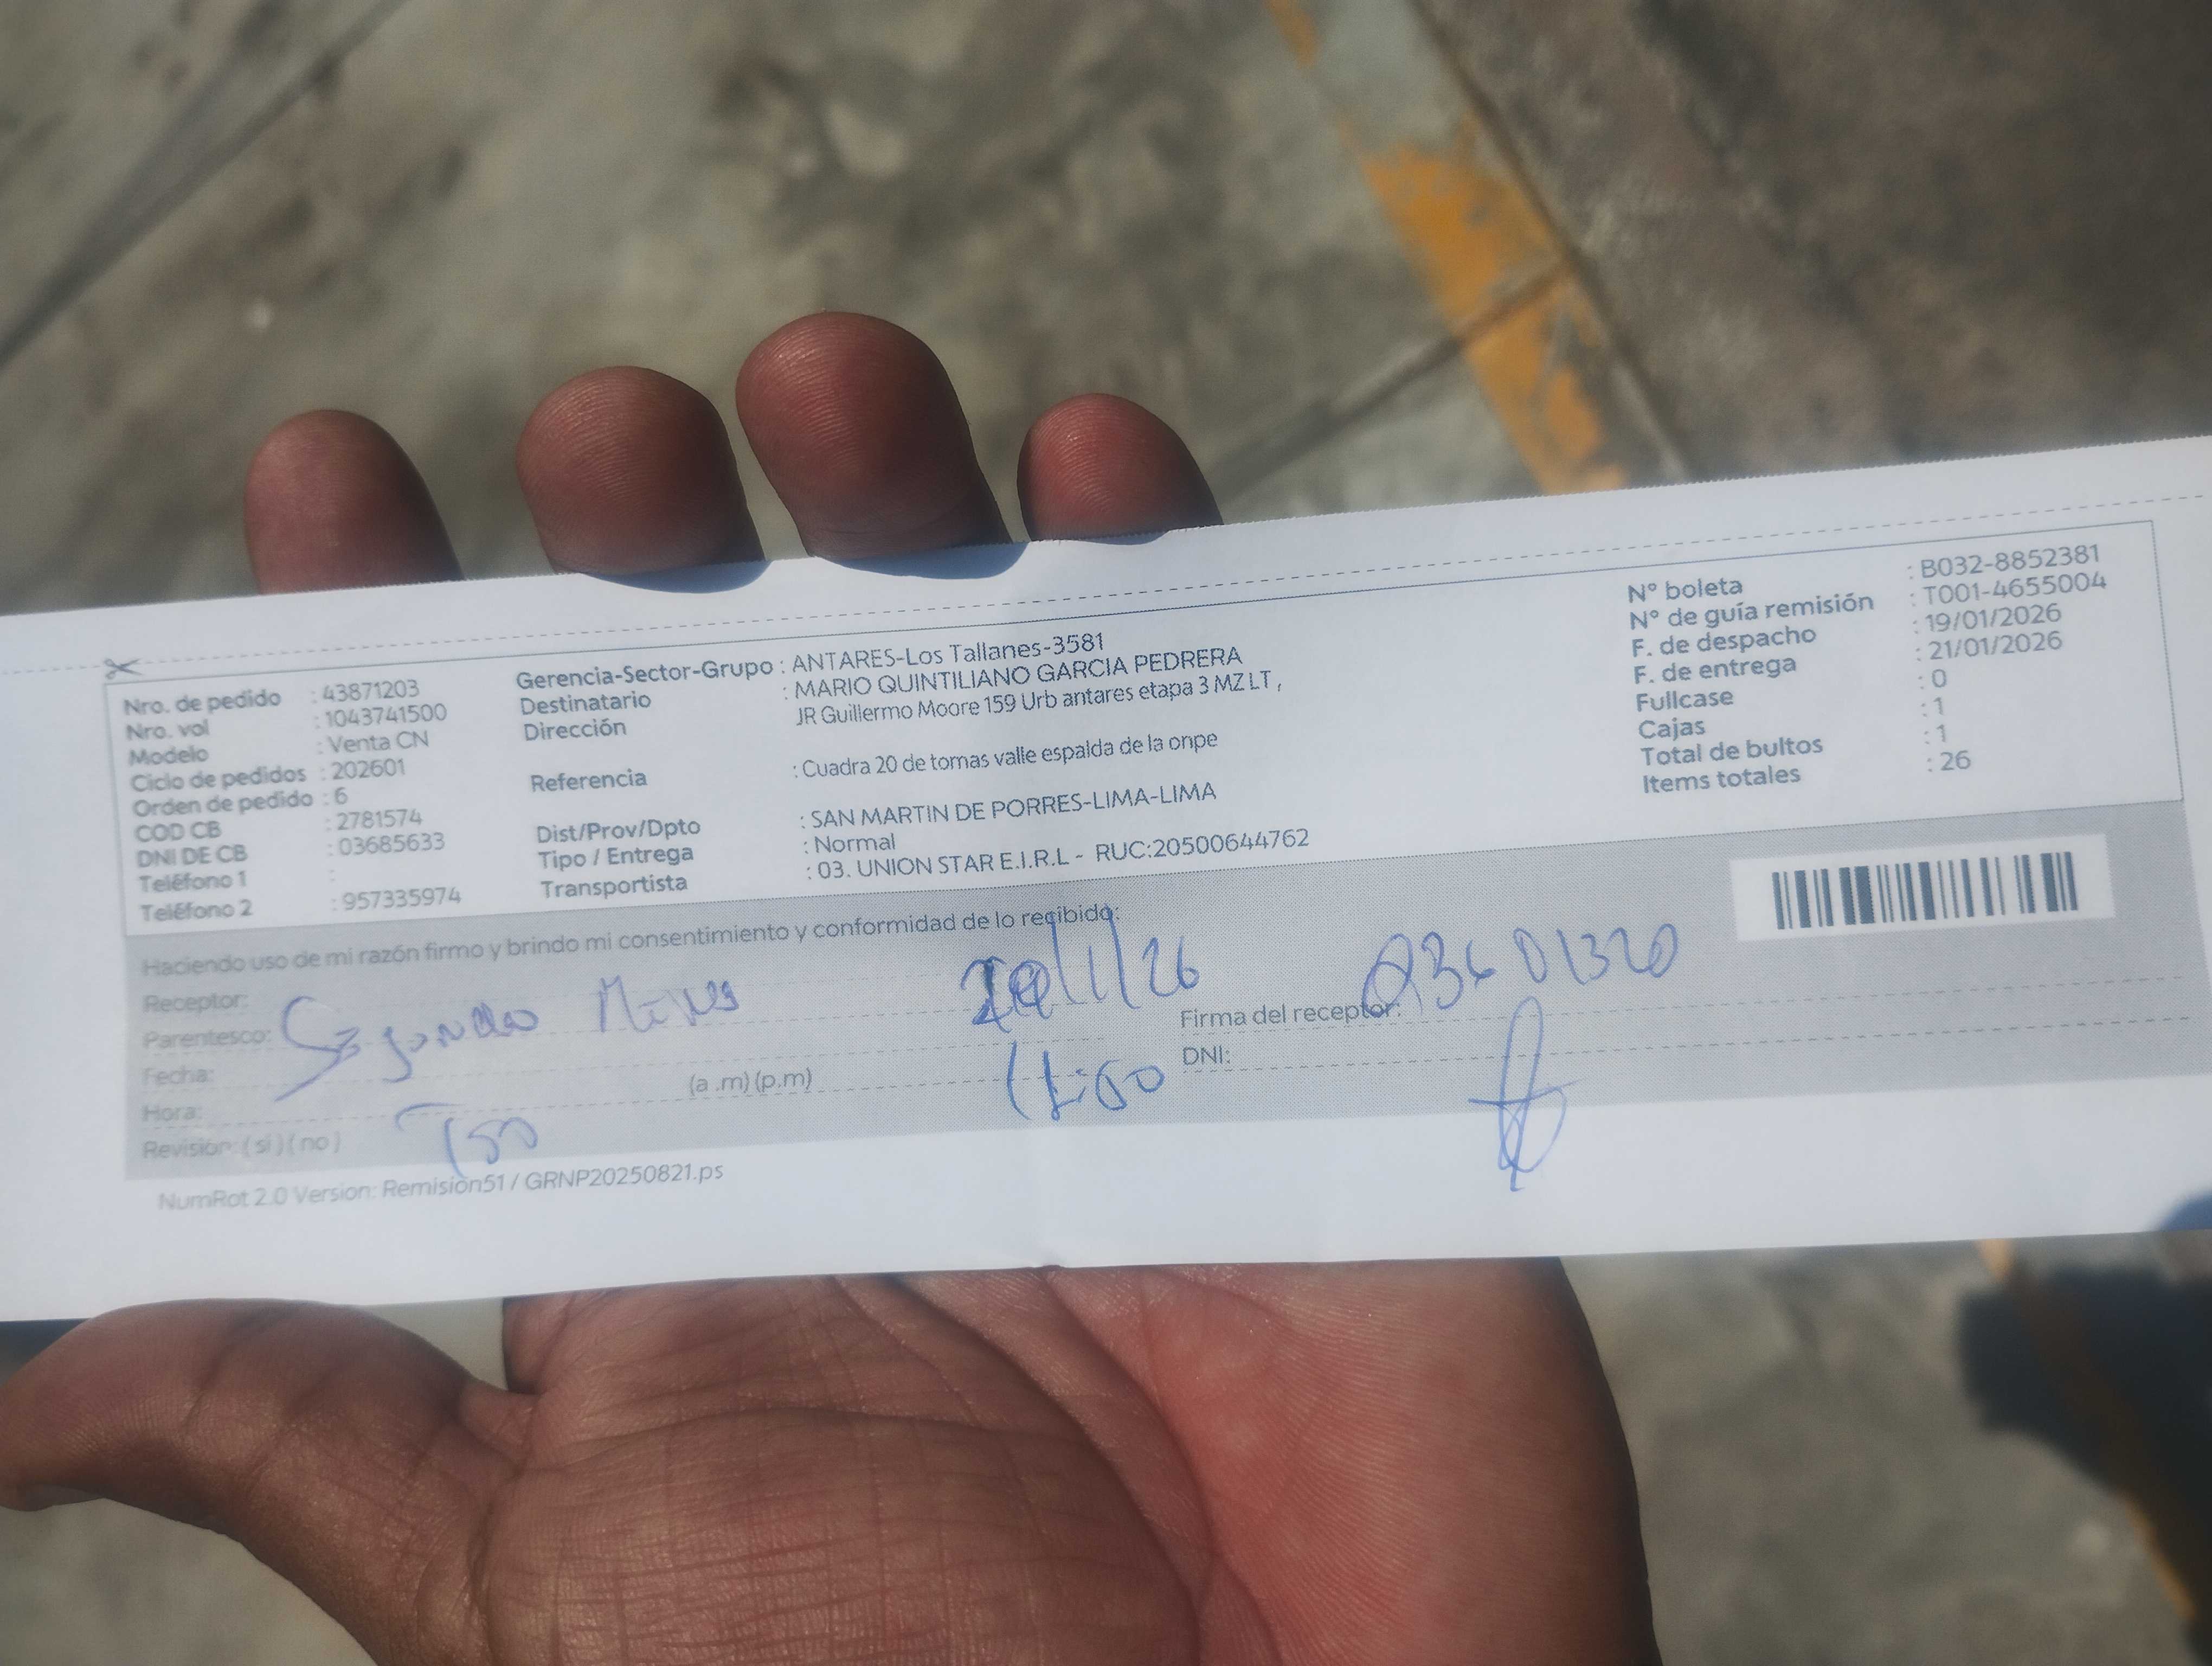 Nro. de pedido : 43871203
Nro. vol : 1043741500
Modelo : Venta CN
Ciclo de pedidos : 202601
Orden de pedido : 6
COD CB : 2781574
DNI DE CB : 03685633
Teléfono 1 :
Teléfono 2 : 957335974
Gerencia-Sector-Grupo : ANTARES-Los Tallanes-3581
Destinatario : MARIO QUINTILIANO GARCIA PEDRERA
Dirección JR Guillermo Moore 159 Urb antares etapa 3 MZ LT ,
Referencia : Cuadra 20 de tomas valle espalda de la onpe
Dist/Prov/Dpto : SAN MARTIN DE PORRES-LIMA-LIMA
Tipo / Entrega : Normal
Transportista : 03. UNION STAR E.I.R.L - RUC:20500644762
N° boleta : B032-8852381
N° de guía remisión : T001-4655004
F. de despacho : 19/01/2026
F. de entrega : 21/01/2026
Fullcase : 0
Cajas : 1
Total de bultos : 1
Items totales : 26
Haciendo uso de mi razón firmo y brindo mi consentimiento y conformidad de lo recibido:
Receptor:
Parentesco: Segundo
Fecha: /1/26
Hora: (a .m) (p.m)
Revisión: (si) (no)
Firma del receptor:
DNI:
NumRot 2.0 Version: Remision51 / GRNP20250821.ps